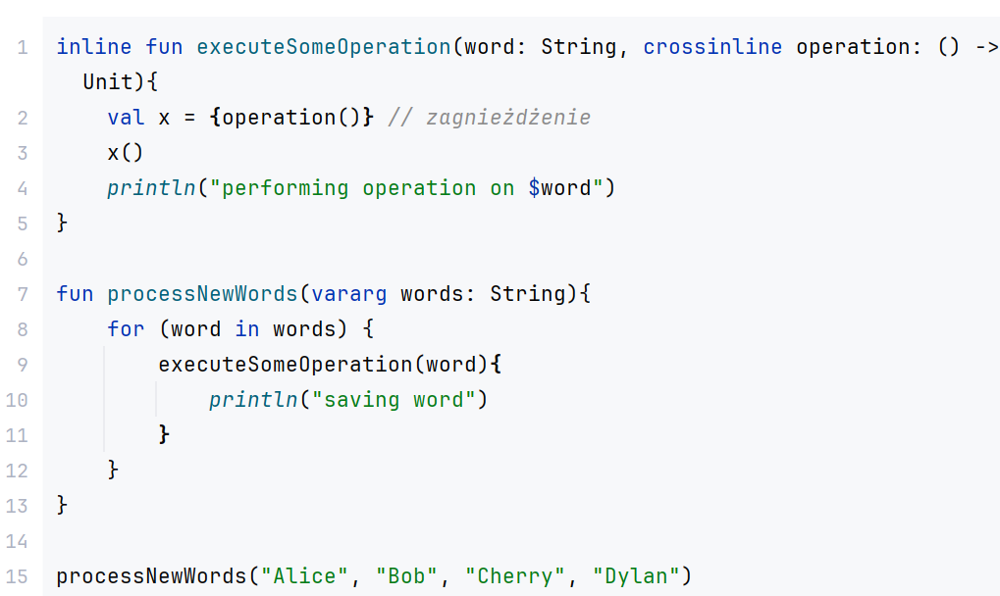 1 inline fun executeSomeOperation(word: String, crossinline operation: () ->
Unit){
2 val x = {operation()} // zagnieżdżenie
3 x()
4 println("performing operation on $word")
5 }
6
7 fun processNewWords(vararg words: String){
8 for (word in words) {
9 executeSomeOperation(word){
10 println("saving word")
11 }
12 }
13 }
14
15 processNewWords("Alice", "Bob", "Cherry", "Dylan")